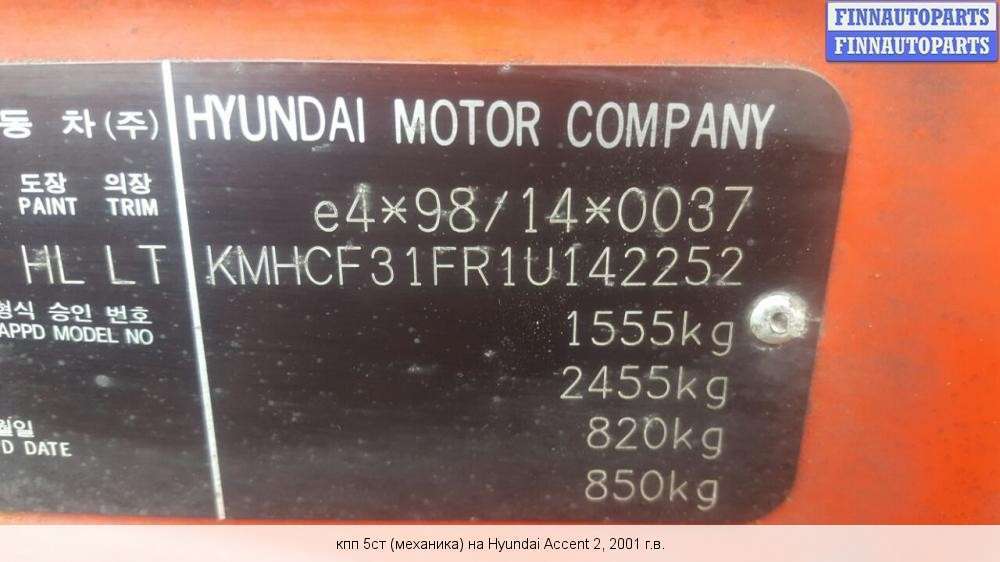 FINNAUTOPARTS
FINNAUTOPARTS
동 차 (주)
HYUNDAI MOTOR COMPANY
도장 의장
PAINT TRIM
e4*98/14*0037
HL LT
KMHCF31FR1U142252
형식 승인 번호
APPD MODEL NO
1555kg
2455kg
월일
D DATE
820kg
850kg
кпп 5ст (механика) на Hyundai Accent 2, 2001 г.в.